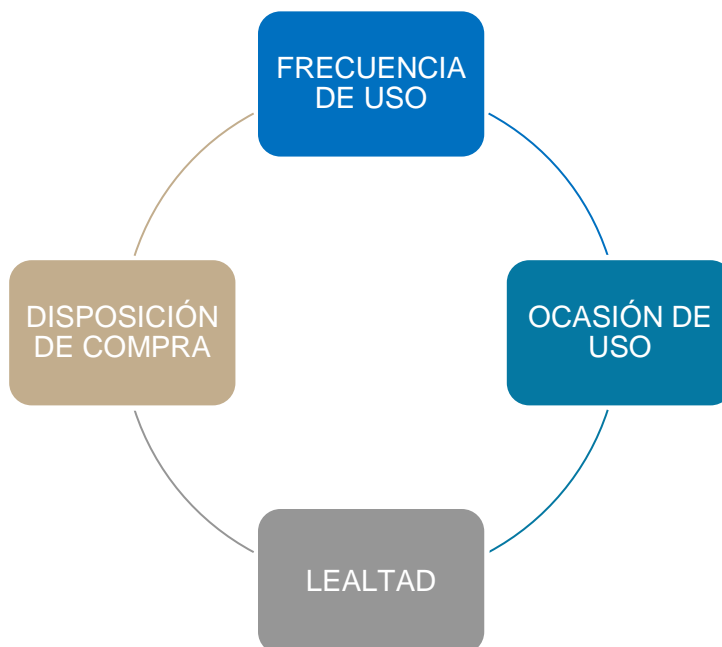 FRECUENCIA
DE USO
DISPOSICIÓN
DE COMPRA
OCASIÓN DE
USO
LEALTAD